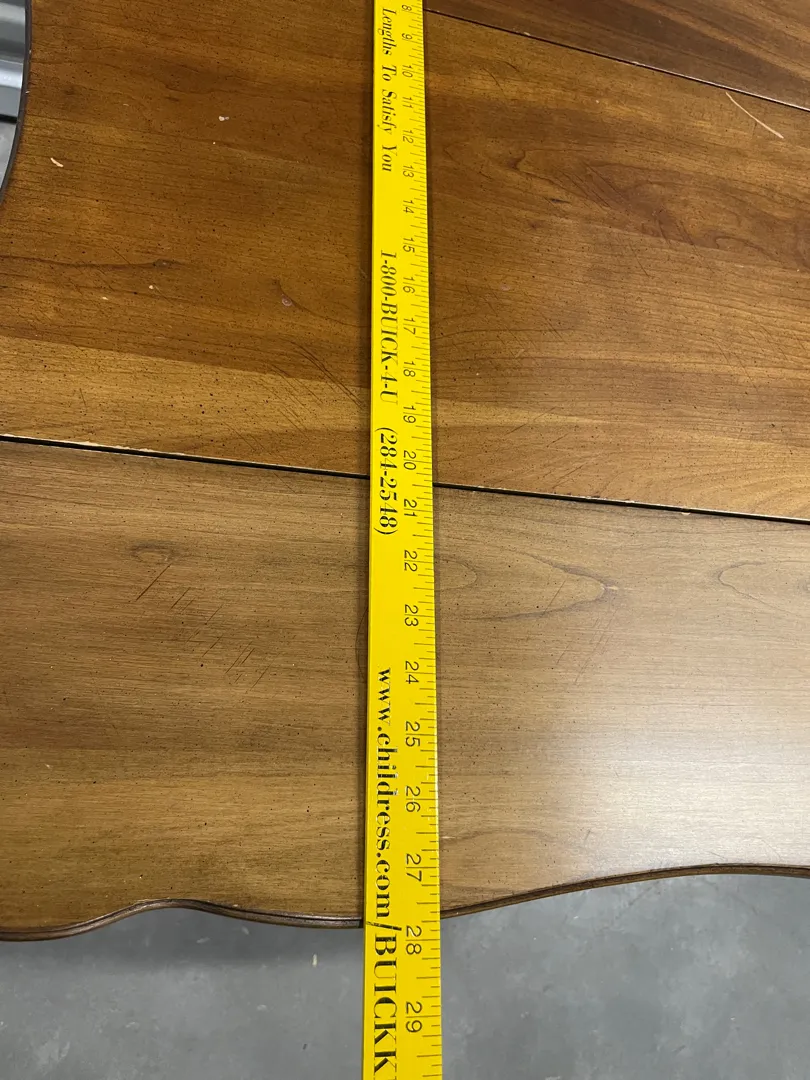 Lengths To Satisfy You
1-800-BUICK-4-U (284-2548)
www.childress.com/BUICKK
8 9 10 11 12 13 14 15 16 17 18 19 20 21 22 23 24 25 26 27 28 29